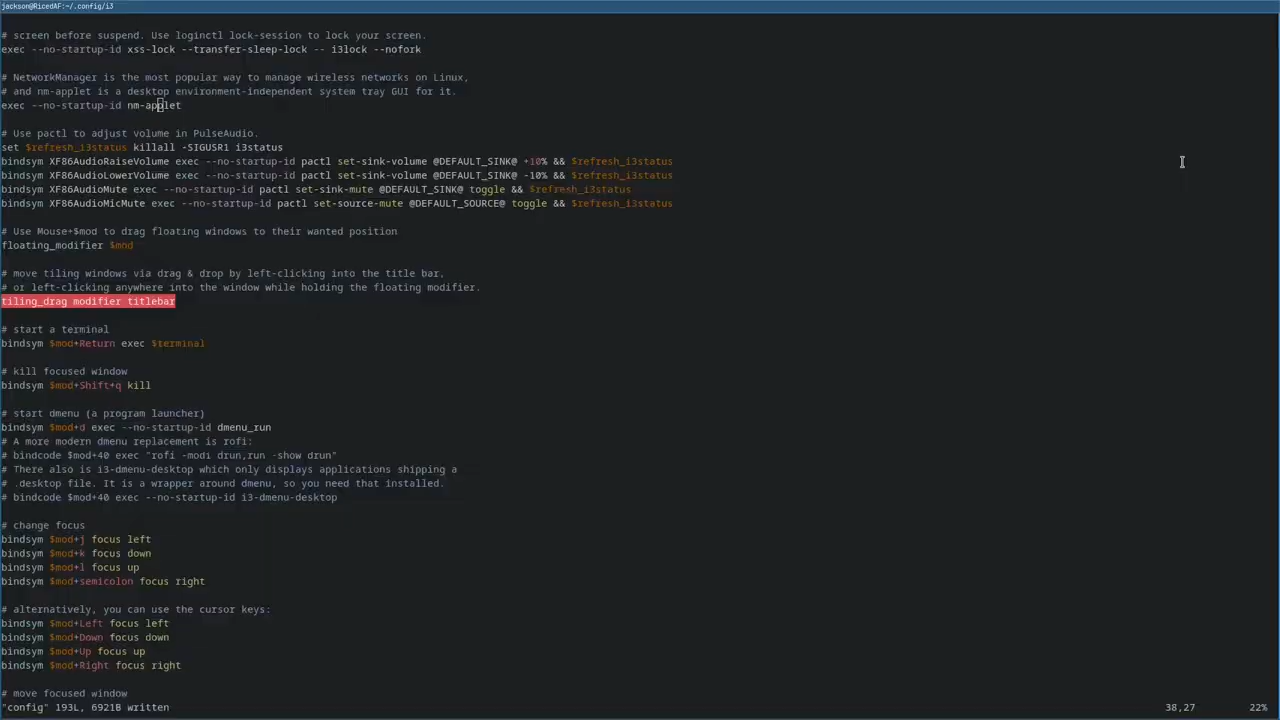 jackson@RicedAF:~/.config/i3
# screen before suspend. Use loginctl lock-session to lock your screen.
exec --no-startup-id xss-lock --transfer-sleep-lock -- i3lock --nofork
# NetworkManager is the most popular way to manage wireless networks on Linux,
# and nm-applet is a desktop environment-independent system tray GUI for it.
exec --no-startup-id nm-applet
# Use pactl to adjust volume in PulseAudio.
set $refresh_i3status killall -SIGUSR1 i3status
bindsym XF86AudioRaiseVolume exec --no-startup-id pactl set-sink-volume @DEFAULT_SINK@ +10% && $refresh_i3status
bindsym XF86AudioLowerVolume exec --no-startup-id pactl set-sink-volume @DEFAULT_SINK@ -10% && $refresh_i3status
bindsym XF86AudioMute exec --no-startup-id pactl set-sink-mute @DEFAULT_SINK@ toggle && $refresh_i3status
bindsym XF86AudioMicMute exec --no-startup-id pactl set-source-mute @DEFAULT_SOURCE@ toggle && $refresh_i3status
# Use Mouse+$mod to drag floating windows to their wanted position
floating_modifier $mod
# move tiling windows via drag & drop by left-clicking into the title bar,
# or left-clicking anywhere into the window while holding the floating modifier.
tiling_drag modifier titlebar
# start a terminal
bindsym $mod+Return exec $terminal
# kill focused window
bindsym $mod+Shift+q kill
# start dmenu (a program launcher)
bindsym $mod+d exec --no-startup-id dmenu_run
# A more modern dmenu replacement is rofi:
# bindcode $mod+40 exec "rofi -modi drun,run -show drun"
# There also is i3-dmenu-desktop which only displays applications shipping a
# .desktop file. It is a wrapper around dmenu, so you need that installed.
# bindcode $mod+40 exec --no-startup-id i3-dmenu-desktop
# change focus
bindsym $mod+j focus left
bindsym $mod+k focus down
bindsym $mod+l focus up
bindsym $mod+semicolon focus right
# alternatively, you can use the cursor keys:
bindsym $mod+Left focus left
bindsym $mod+Down focus down
bindsym $mod+Up focus up
bindsym $mod+Right focus right
# move focused window
"config" 193L, 6921B written 38,27 22%